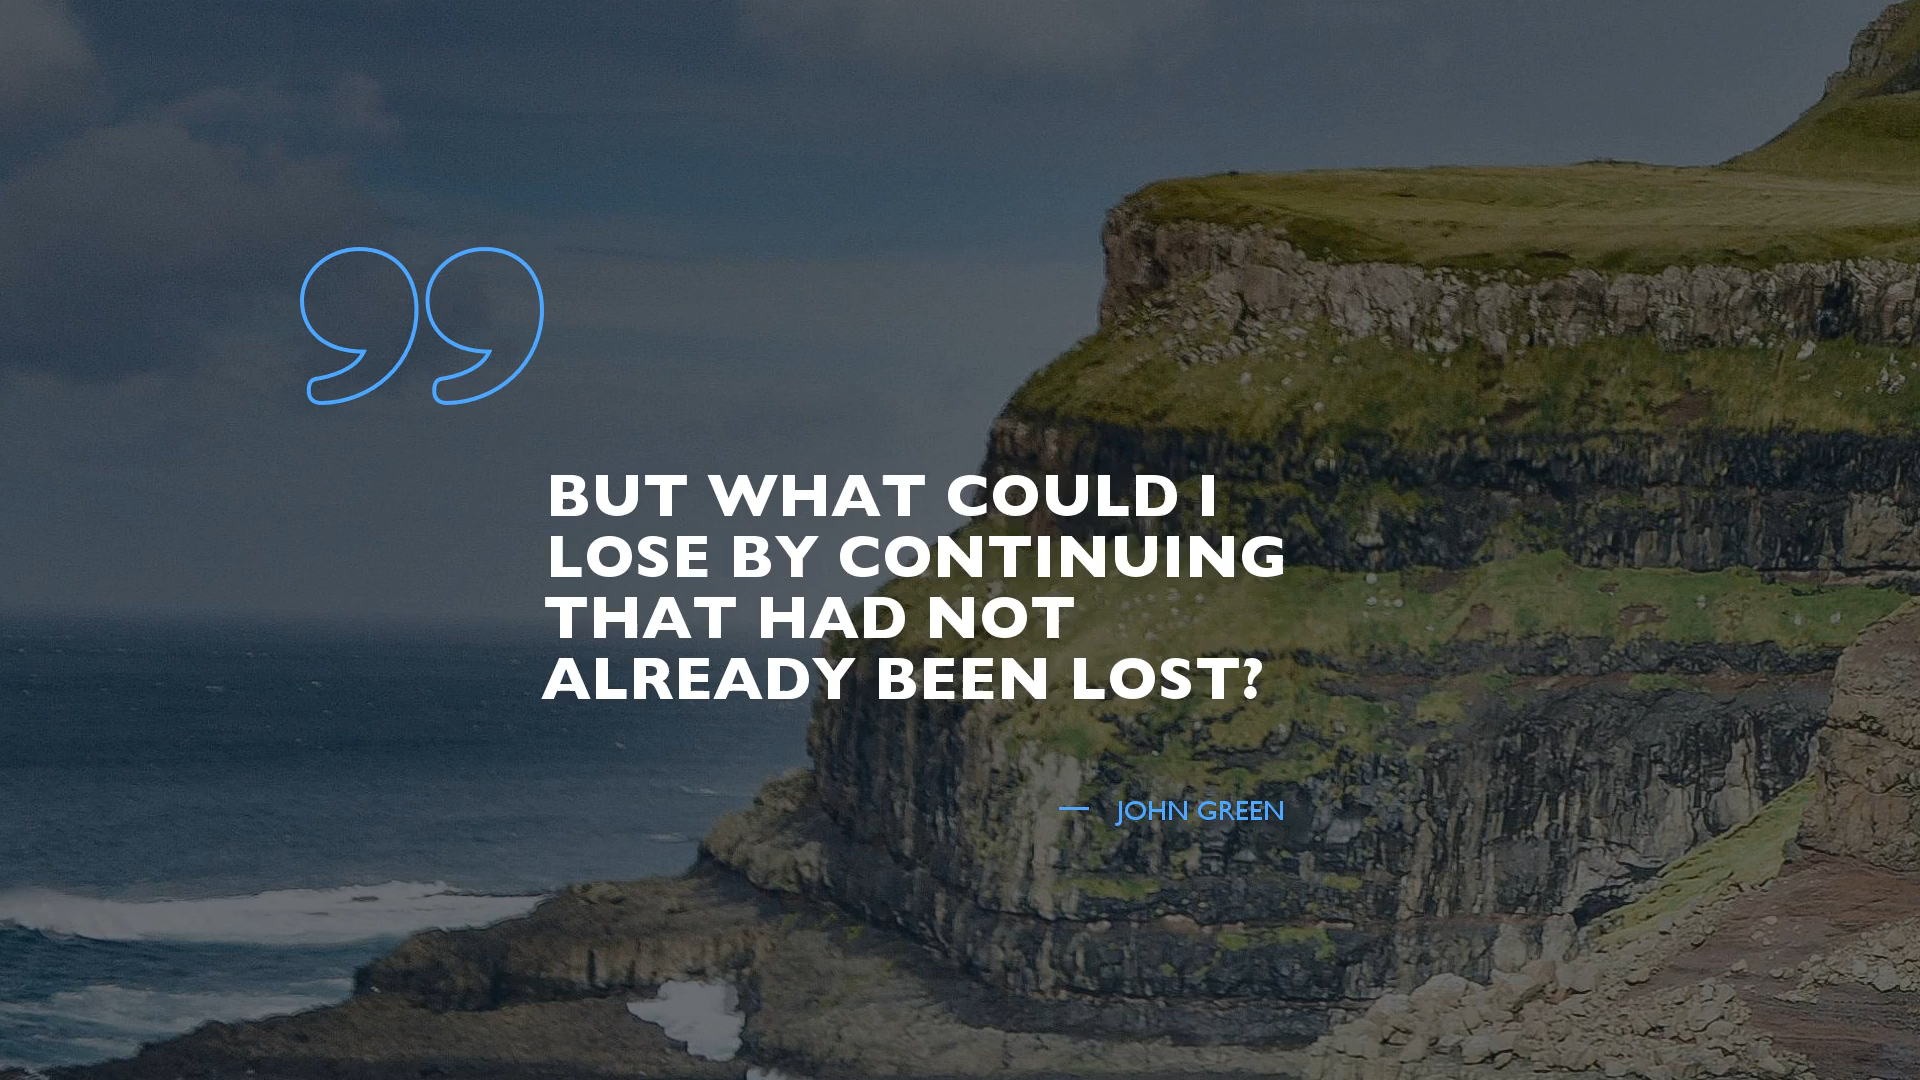 ”
BUT WHAT COULD I
LOSE BY CONTINUING
THAT HAD NOT
ALREADY BEEN LOST?
— JOHN GREEN